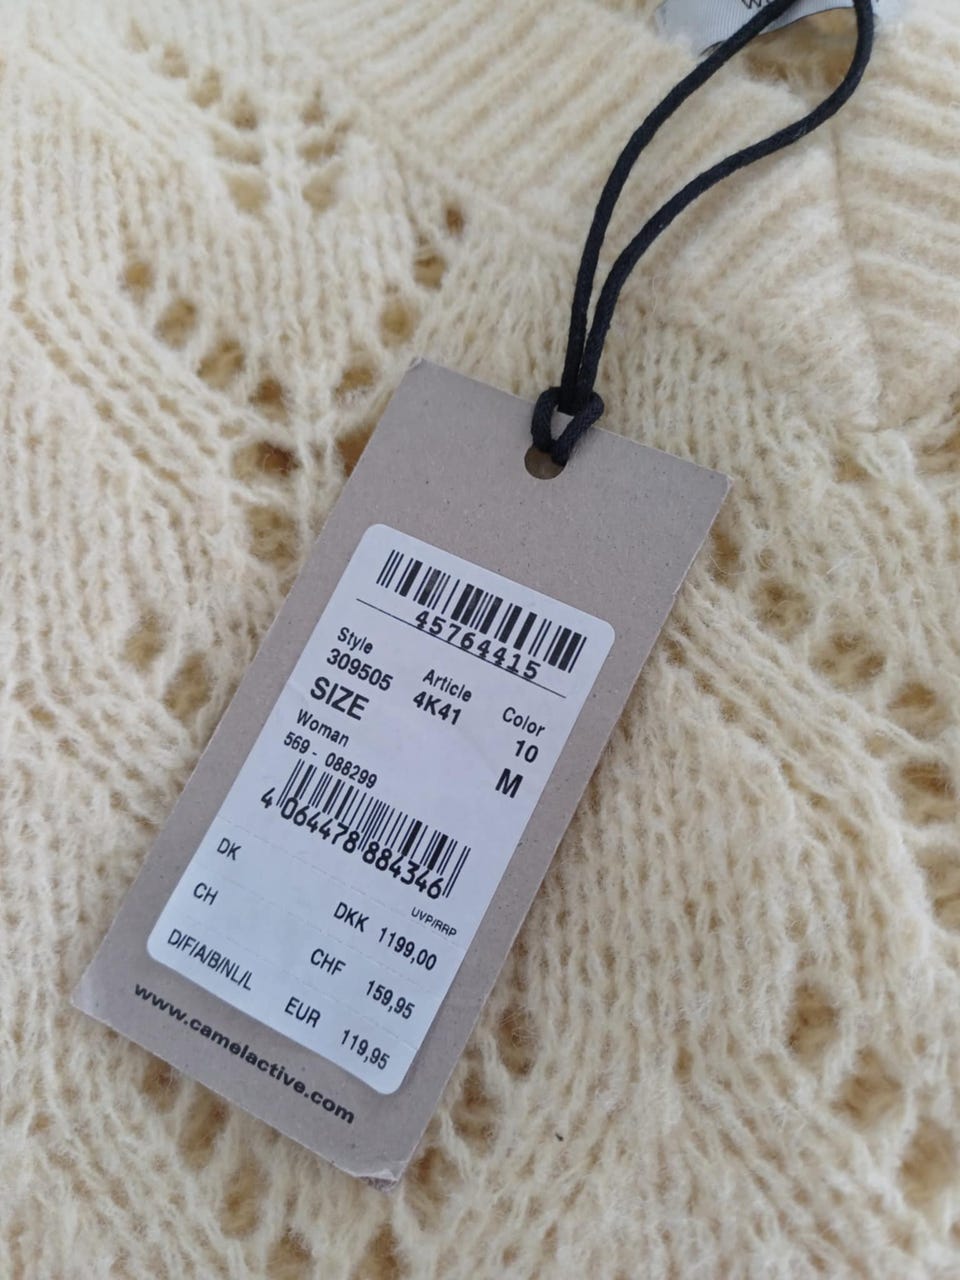 45764415
Style Article Color
309505 4K41 10
SIZE M
Woman
569 - 088299
4 064478 884346
UVP/RRP
DK DKK 1199,00
CH CHF 159,95
D/F/A/B/NL/L EUR 119,95
www.camelactive.com